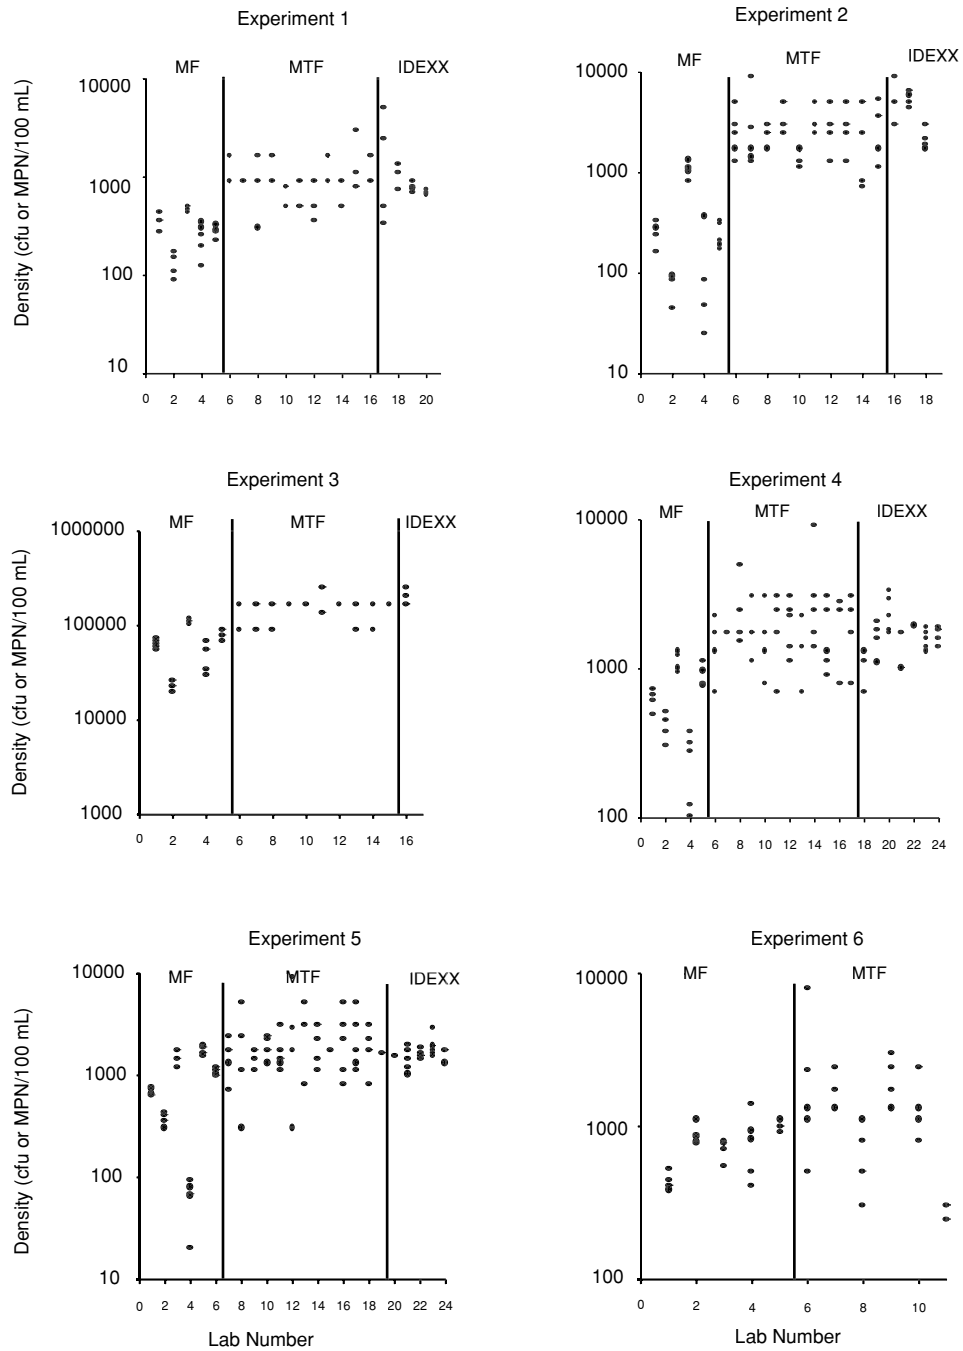 Experiment 1
MF MTF IDEXX
Density (cfu or MPN/100 mL)
10000
1000
100
10
0 2 4 6 8 10 12 14 16 18 20
Experiment 2
MF MTF IDEXX
10000
1000
100
10
0 2 4 6 8 10 12 14 16 18
Experiment 3
MF MTF IDEXX
Density (cfu or MPN/100 mL)
1000000
100000
10000
1000
0 2 4 6 8 10 12 14 16
Experiment 4
MF MTF IDEXX
10000
1000
100
0 2 4 6 8 10 12 14 16 18 20 22 24
Experiment 5
MF MTF IDEXX
Density (cfu or MPN/100 mL)
10000
1000
100
10
0 2 4 6 8 10 12 14 16 18 20 22 24
Lab Number
Experiment 6
MF MTF
10000
1000
100
0 2 4 6 8 10
Lab Number